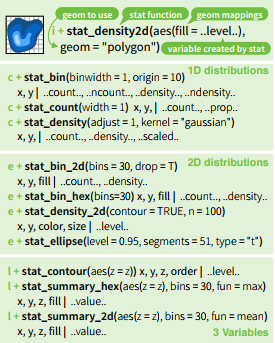 geom to use stat function geom mappings
i + stat_density2d(aes(fill = ..level..),
geom = "polygon")
variable created by stat
1D distributions
c + stat_bin(binwidth = 1, origin = 10)
x, y | ..count.., ..ncount.., ..density.., ..ndensity..
c + stat_count(width = 1) x, y, | ..count.., ..prop..
c + stat_density(adjust = 1, kernel = "gaussian")
x, y, | ..count.., ..density.., ..scaled..
2D distributions
e + stat_bin_2d(bins = 30, drop = T)
x, y, fill | ..count.., ..density..
e + stat_bin_hex(bins=30) x, y, fill | ..count.., ..density..
e + stat_density_2d(contour = TRUE, n = 100)
x, y, color, size | ..level..
e + stat_ellipse(level = 0.95, segments = 51, type = "t")
l + stat_contour(aes(z = z)) x, y, z, order | ..level..
l + stat_summary_hex(aes(z = z), bins = 30, fun = max)
x, y, z, fill | ..value..
l + stat_summary_2d(aes(z = z), bins = 30, fun = mean)
x, y, z, fill | ..value..
3 Variables